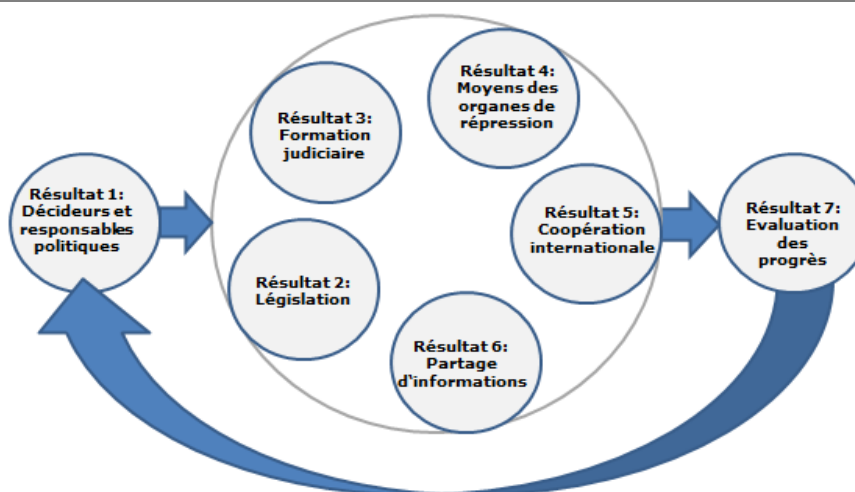 Résultat 1:
Décideurs et
responsables
politiques
Résultat 2:
Législation
Résultat 3:
Formation
judiciaire
Résultat 4:
Moyens des
organes de
répression
Résultat 5:
Coopération
internationale
Résultat 6:
Partage
d'informations
Résultat 7:
Evaluation
des
progrès